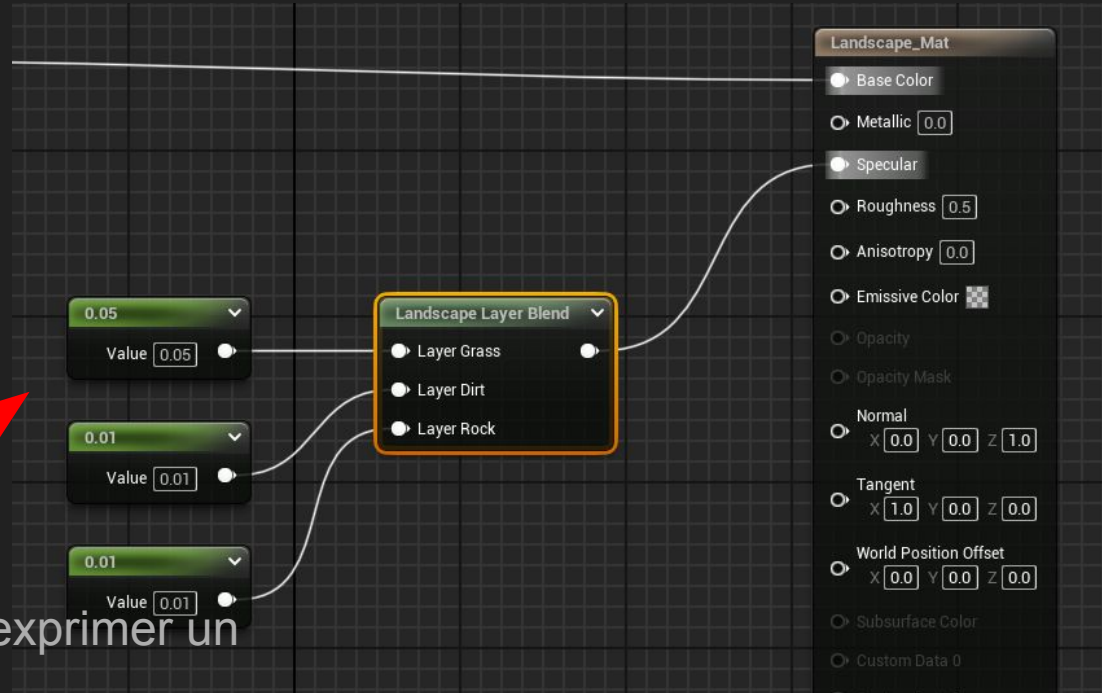 Landscape_Mat
Base Color
Metallic 0.0
Specular
Roughness 0.5
Anisotropy 0.0
Emissive Color
Opacity
Opacity Mask
Normal
X 0.0 Y 0.0 Z 1.0
Tangent
X 1.0 Y 0.0 Z 0.0
World Position Offset
X 0.0 Y 0.0 Z 0.0
Subsurface Color
Custom Data 0
0.05
Value 0.05
0.01
Value 0.01
0.01
Value 0.01
Landscape Layer Blend
Layer Grass
Layer Dirt
Layer Rock
exprimer un